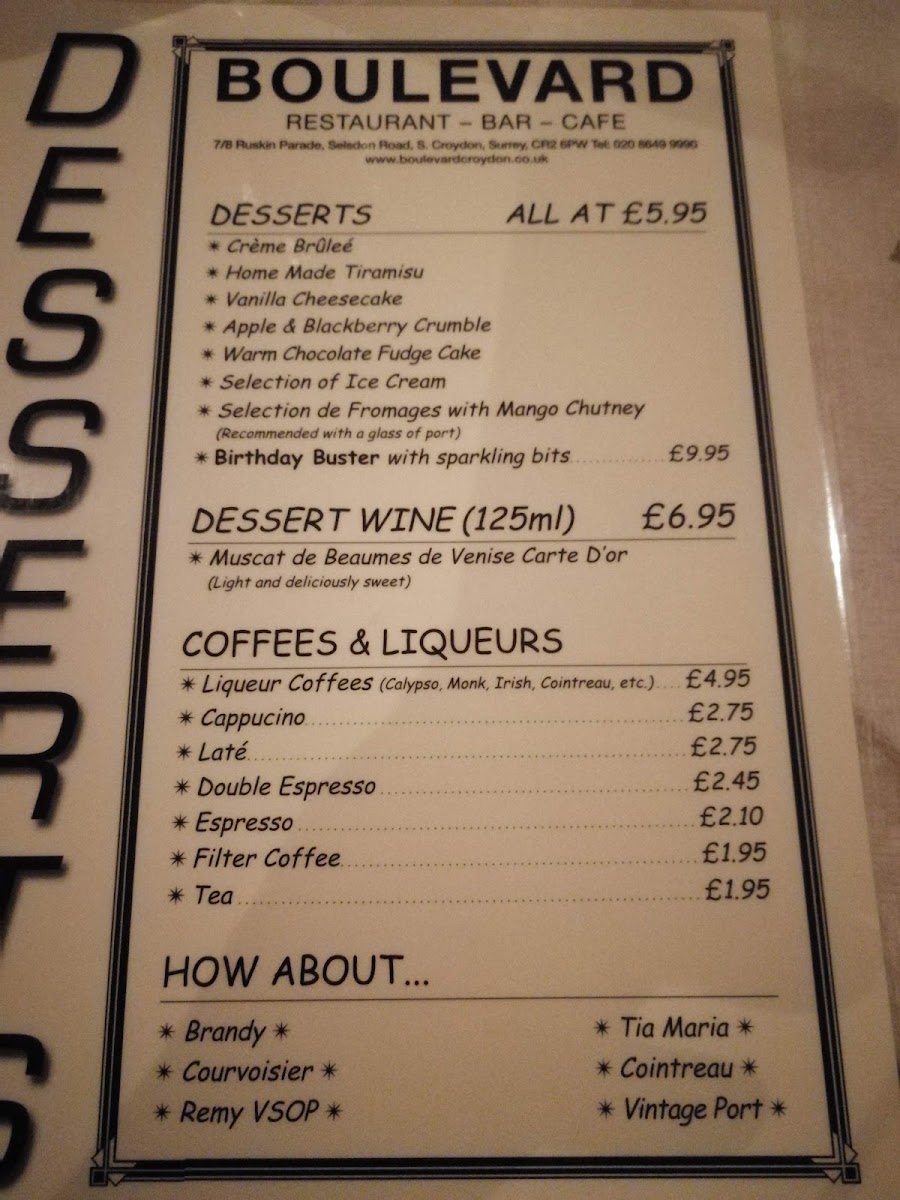 DESSERTS
BOULEVARD
RESTAURANT – BAR – CAFE
7/8 Ruskin Parade, Selsdon Road, S. Croydon, Surrey, CR2 6PW Tel: 020 8649 9990
www.boulevardcroydon.co.uk
DESSERTS ALL AT £5.95
✴ Crème Brûleé
✴ Home Made Tiramisu
✴ Vanilla Cheesecake
✴ Apple & Blackberry Crumble
✴ Warm Chocolate Fudge Cake
✴ Selection of Ice Cream
✴ Selection de Fromages with Mango Chutney
(Recommended with a glass of port)
✴ Birthday Buster with sparkling bits £9.95
DESSERT WINE (125ml) £6.95
✴ Muscat de Beaumes de Venise Carte D'or
(Light and deliciously sweet)
COFFEES & LIQUEURS
✴ Liqueur Coffees (Calypso, Monk, Irish, Cointreau, etc.) £4.95
✴ Cappucino £2.75
✴ Laté £2.75
✴ Double Espresso £2.45
✴ Espresso £2.10
✴ Filter Coffee £1.95
✴ Tea £1.95
HOW ABOUT...
✴ Brandy ✴ ✴ Tia Maria ✴
✴ Courvoisier ✴ ✴ Cointreau ✴
✴ Remy VSOP ✴ ✴ Vintage Port ✴